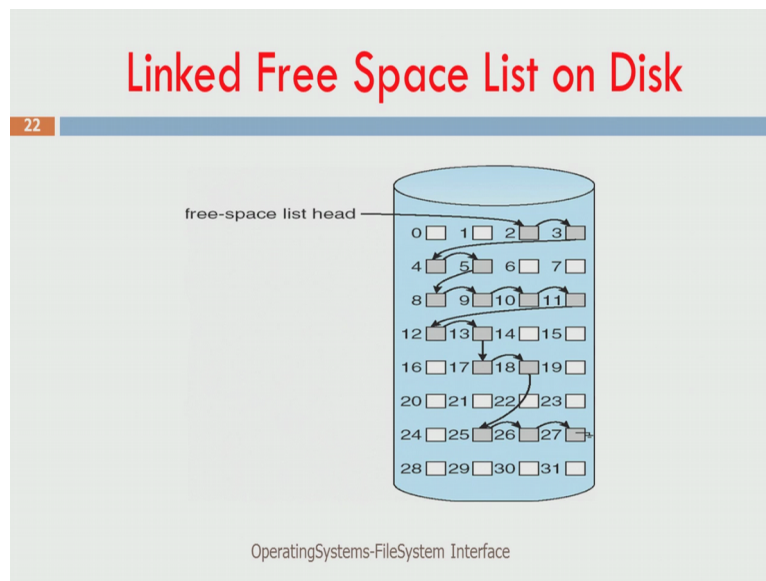 Linked Free Space List on Disk
22
free-space list head
0 1 2 3
4 5 6 7
8 9 10 11
12 13 14 15
16 17 18 19
20 21 22 23
24 25 26 27
28 29 30 31
OperatingSystems-FileSystem Interface